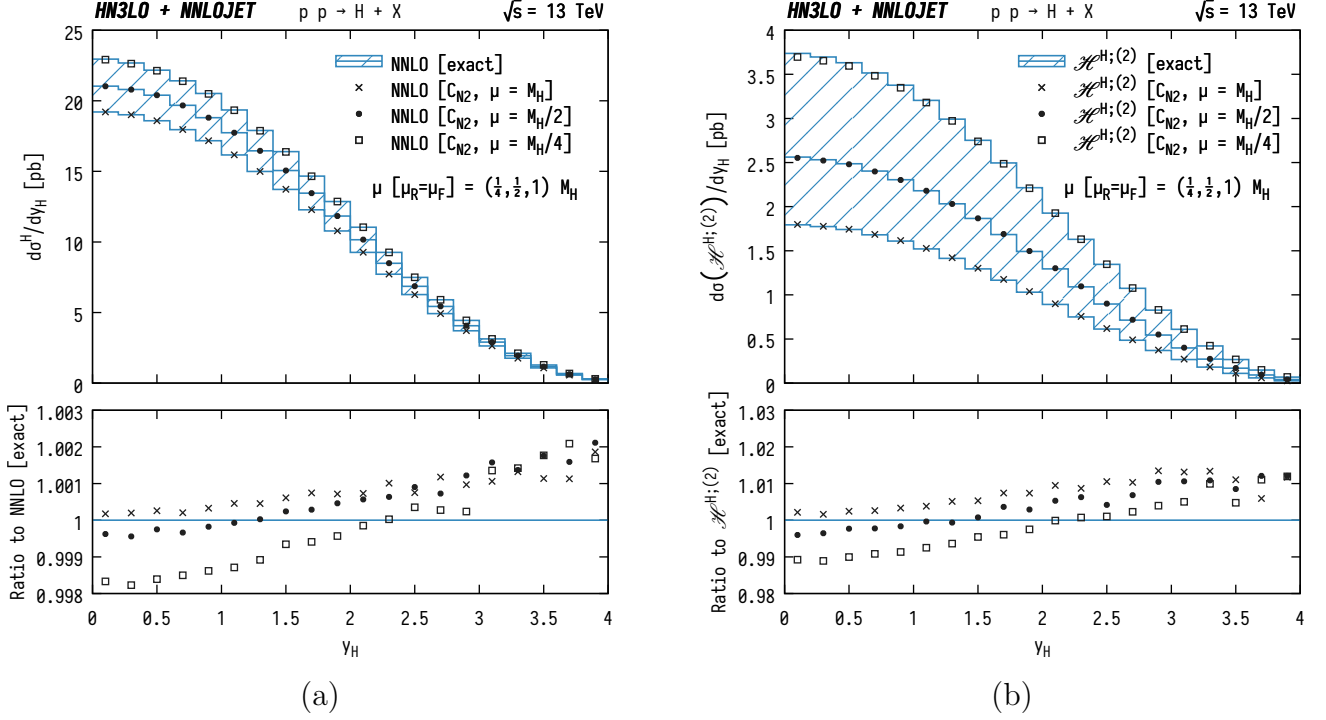 HN3LO + NNLOJET p p → H + X √s = 13 TeV
25
20
15
10
5
0
dσ^H/dy_H [pb]
NNLO [exact]
NNLO [C_N2, μ = M_H]
NNLO [C_N2, μ = M_H/2]
NNLO [C_N2, μ = M_H/4]
μ [μ_R=μ_F] = (1/4,1/2,1) M_H
1.003
1.002
1.001
1
0.999
0.998
Ratio to NNLO [exact]
0 0.5 1 1.5 2 2.5 3 3.5 4
y_H
(a)
HN3LO + NNLOJET p p → H + X √s = 13 TeV
4
3.5
3
2.5
2
1.5
1
0.5
0
dσ(ℋ^H;(2))/dy_H [pb]
ℋ^H;(2) [exact]
ℋ^H;(2) [C_N2, μ = M_H]
ℋ^H;(2) [C_N2, μ = M_H/2]
ℋ^H;(2) [C_N2, μ = M_H/4]
μ [μ_R=μ_F] = (1/4,1/2,1) M_H
1.03
1.02
1.01
1
0.99
0.98
Ratio to ℋ^H;(2) [exact]
0 0.5 1 1.5 2 2.5 3 3.5 4
y_H
(b)